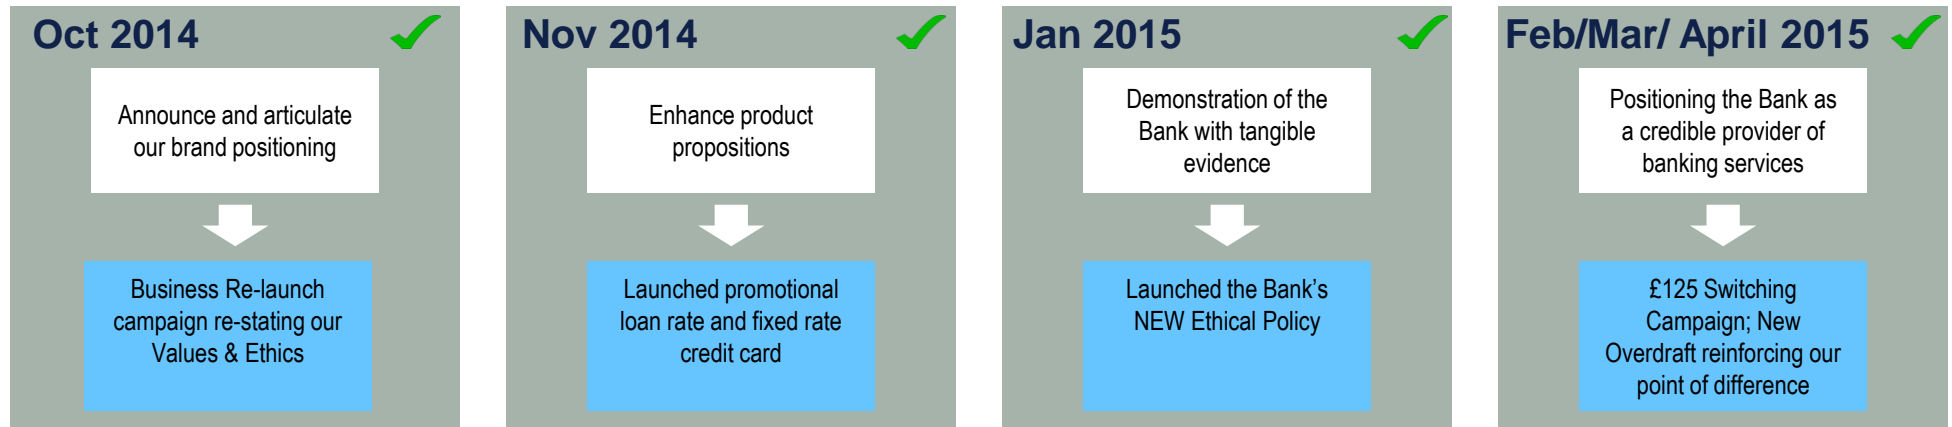 Oct 2014
Announce and articulate
our brand positioning
Business Re-launch
campaign re-stating our
Values & Ethics
Nov 2014
Enhance product
propositions
Launched promotional
loan rate and fixed rate
credit card
Jan 2015
Demonstration of the
Bank with tangible
evidence
Launched the Bank’s
NEW Ethical Policy
Feb/Mar/ April 2015
Positioning the Bank as
a credible provider of
banking services
£125 Switching
Campaign; New
Overdraft reinforcing our
point of difference